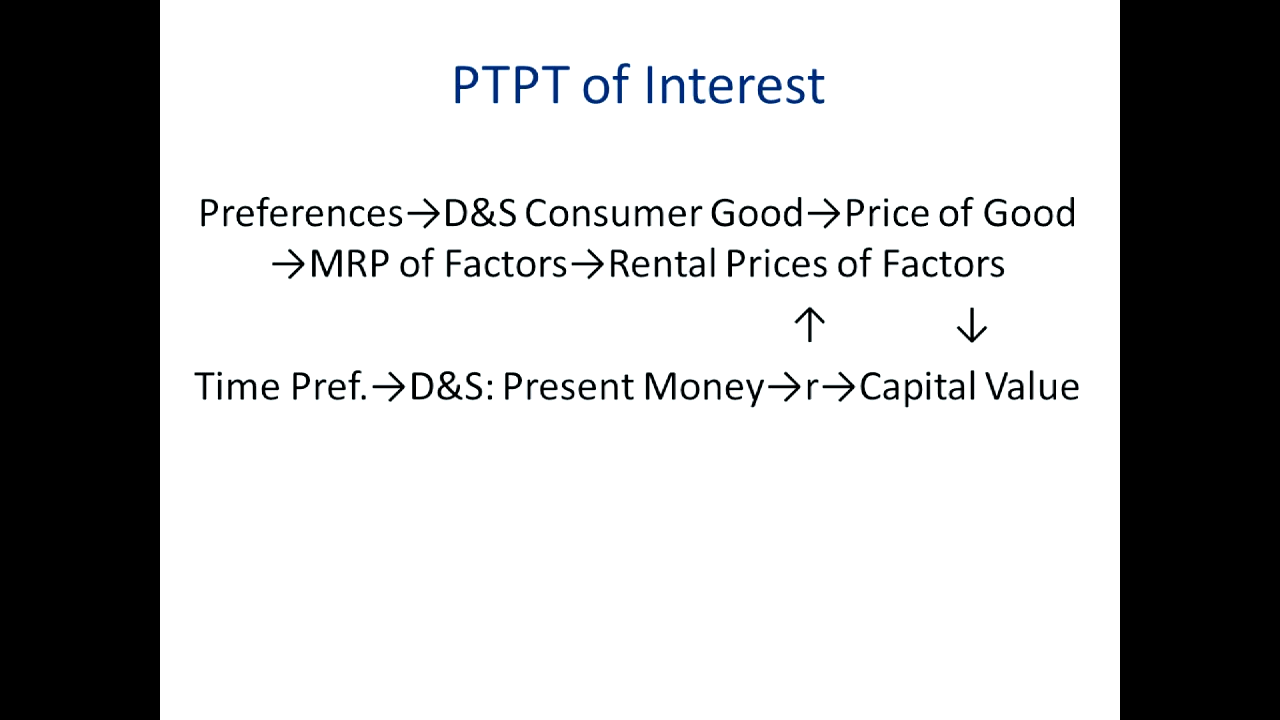 PTPT of Interest
Preferences→D&S Consumer Good→Price of Good
→MRP of Factors→Rental Prices of Factors
↑ ↓
Time Pref.→D&S: Present Money→r→Capital Value